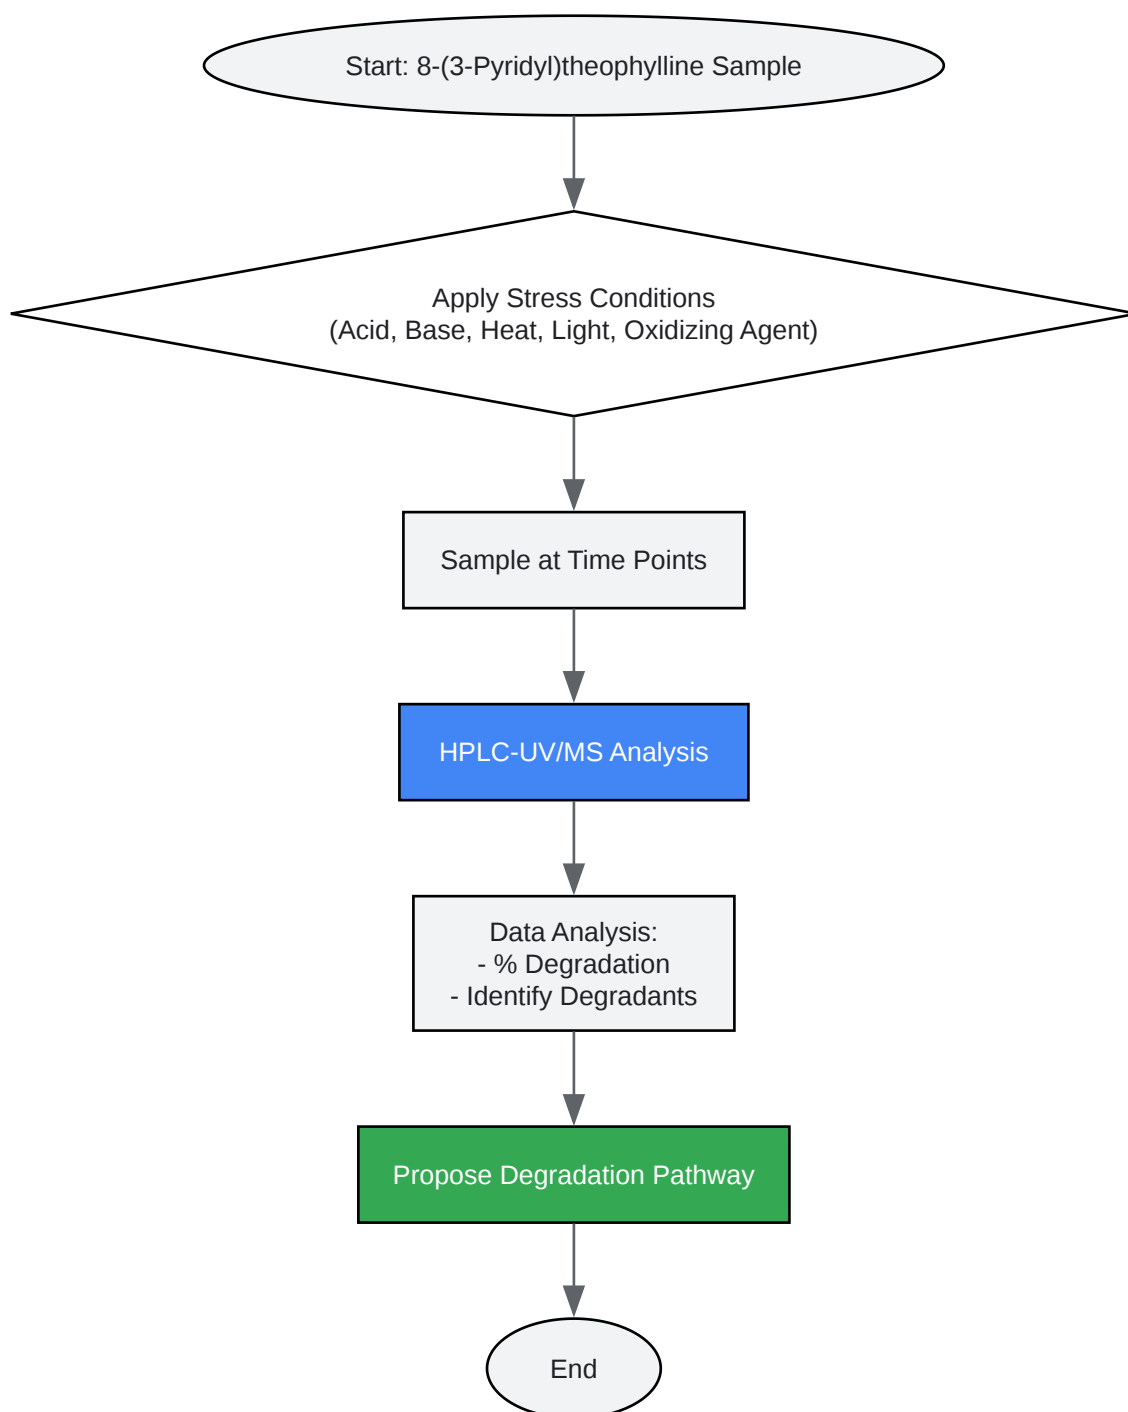 Start: 8-(3-Pyridyl)theophylline Sample
Apply Stress Conditions
(Acid, Base, Heat, Light, Oxidizing Agent)
Sample at Time Points
HPLC-UV/MS Analysis
Data Analysis:
- % Degradation
- Identify Degradants
Propose Degradation Pathway
End